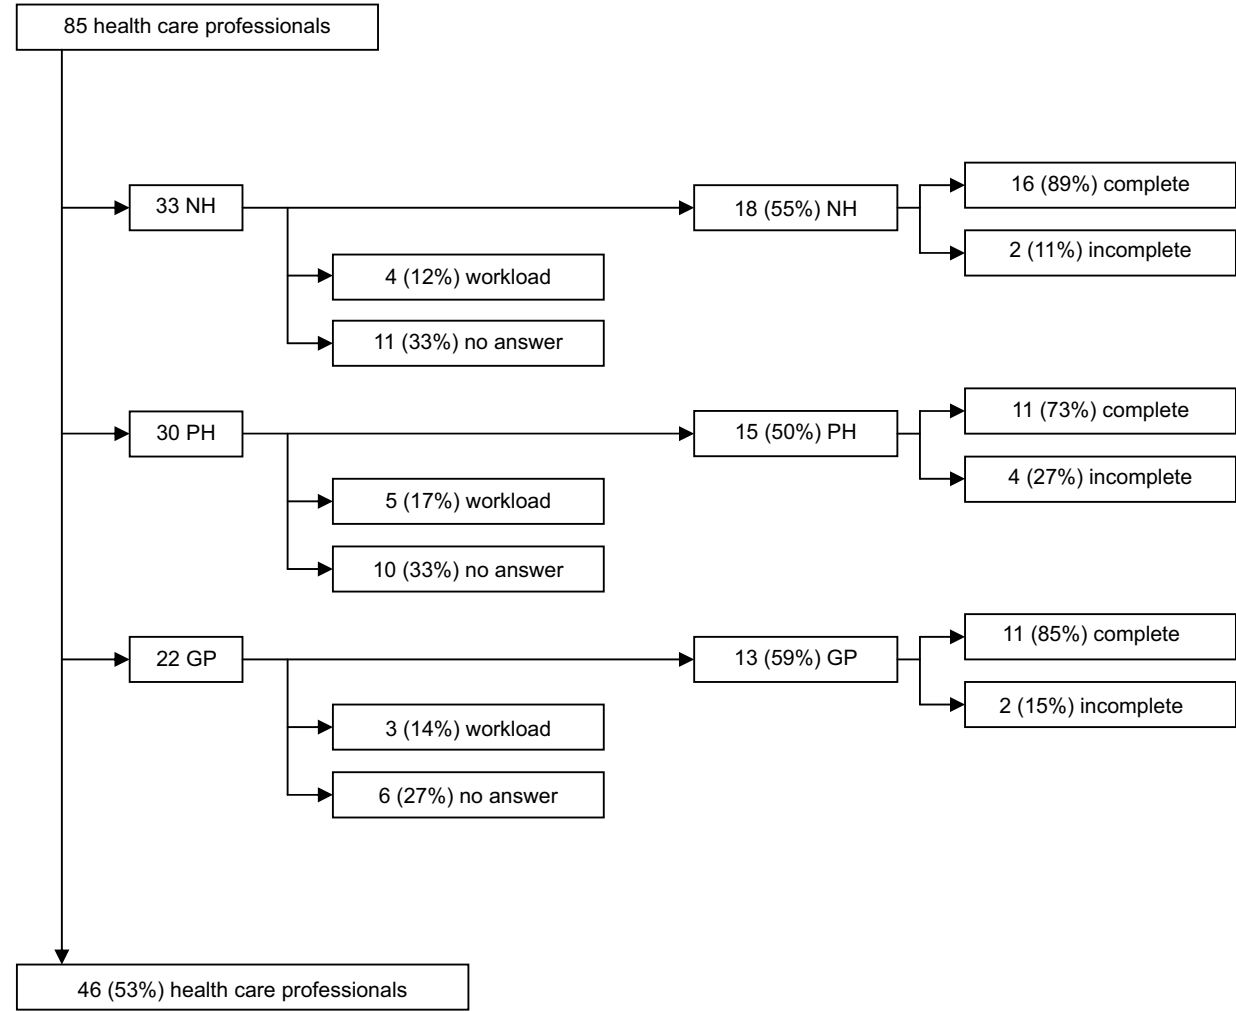 85 health care professionals
33 NH
18 (55%) NH
16 (89%) complete
2 (11%) incomplete
4 (12%) workload
11 (33%) no answer
30 PH
15 (50%) PH
11 (73%) complete
4 (27%) incomplete
5 (17%) workload
10 (33%) no answer
22 GP
13 (59%) GP
11 (85%) complete
2 (15%) incomplete
3 (14%) workload
6 (27%) no answer
46 (53%) health care professionals